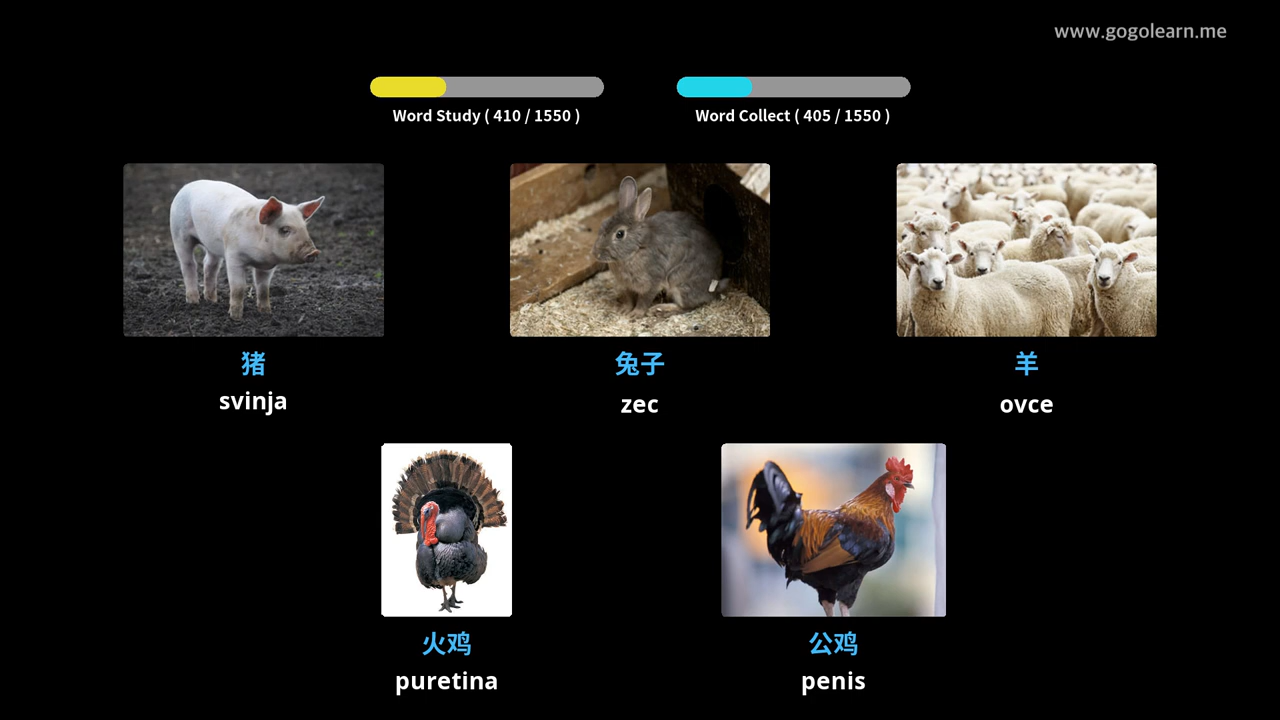 www.gogolearn.me
Word Study ( 410 / 1550 )
Word Collect ( 405 / 1550 )
猪
svinja
兔子
zec
羊
ovce
火鸡
puretina
公鸡
penis